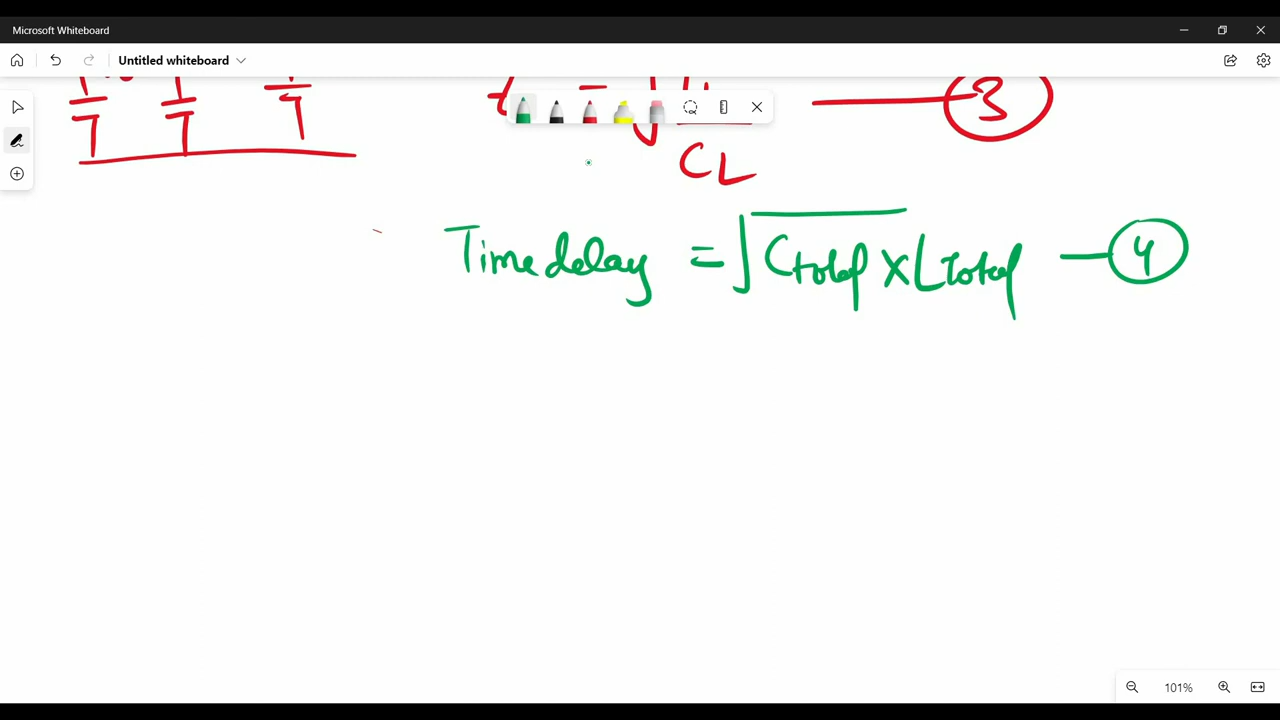 Microsoft Whiteboard
Untitled whiteboard
3
CL
Time delay = √Ctotal × Ltotal — 4
101%